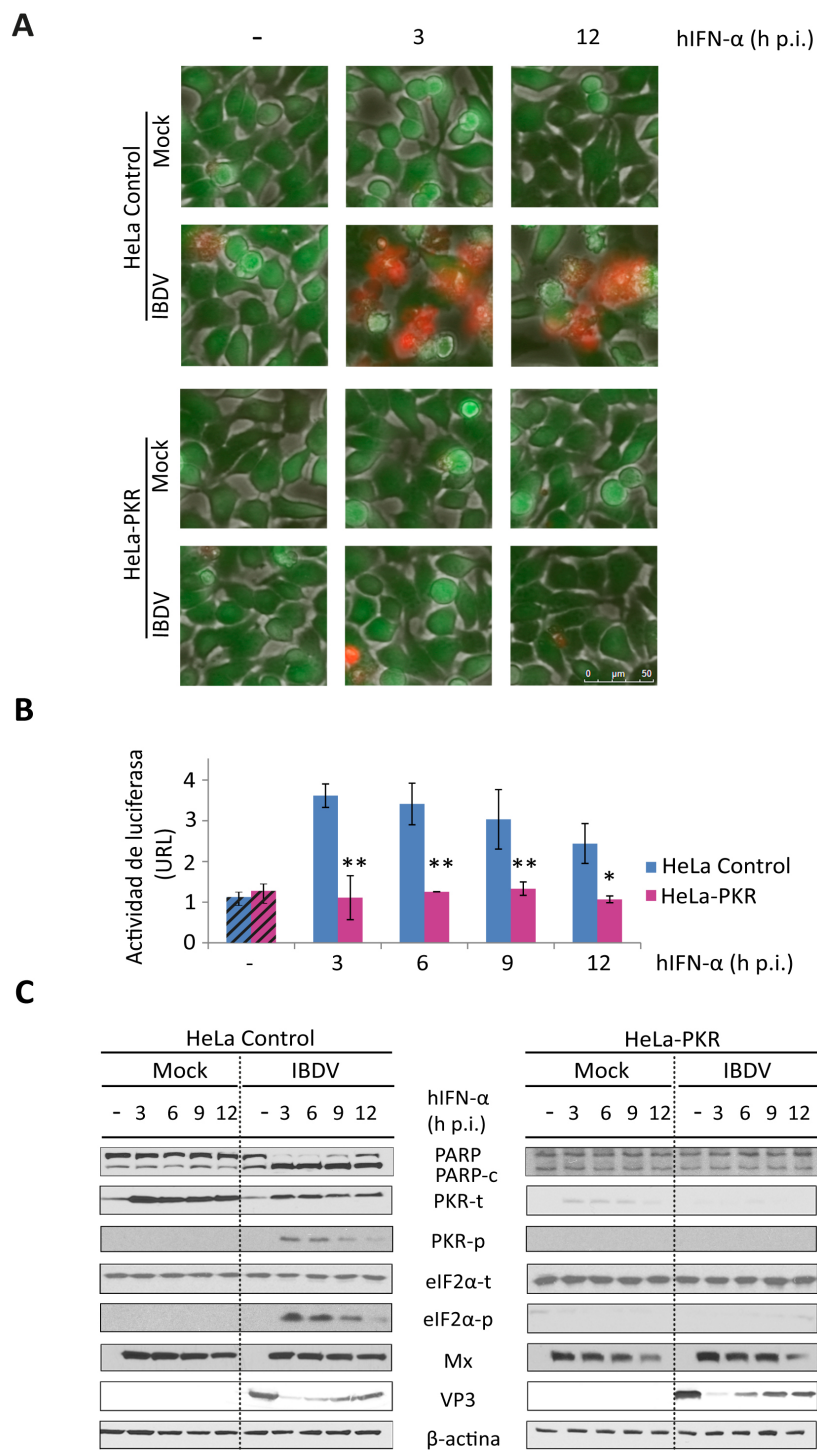 A
- 3 12 hIFN-α (h p.i.)
HeLa Control
Mock
IBDV
HeLa-PKR
Mock
IBDV
0 µm 50
B
Actividad de luciferasa
(URL)
4
3
2
1
0
** ** ** *
HeLa Control
HeLa-PKR
- 3 6 9 12 hIFN-α (h p.i.)
C
HeLa Control HeLa-PKR
Mock IBDV Mock IBDV
hIFN-α
(h p.i.)
- 3 6 9 12 - 3 6 9 12 - 3 6 9 12 - 3 6 9 12
PARP
PARP-c
PKR-t
PKR-p
eIF2α-t
eIF2α-p
Mx
VP3
β-actina